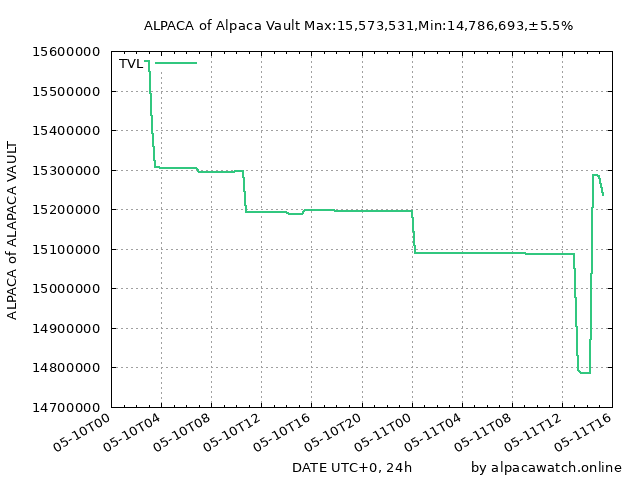 ALPACA of Alpaca Vault Max:15,573,531,Min:14,786,693,±5.5%
15600000
TVL
15500000
15400000
15300000
15200000
15100000
15000000
14900000
14800000
14700000
ALPACA of ALAPACA VAULT
05-10T00
05-10T04
05-10T08
05-10T12
05-10T16
05-10T20
05-11T00
05-11T04
05-11T08
05-11T12
05-11T16
DATE UTC+0, 24h
by alpacawatch.online